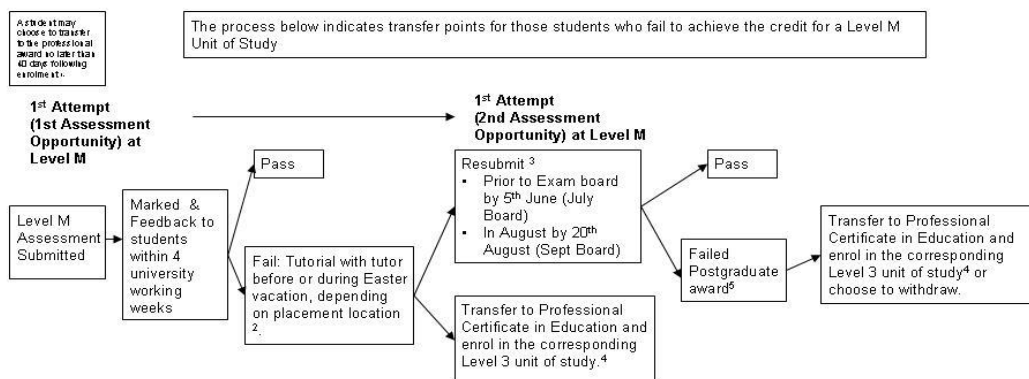 A student may
choose to transfer
to the professional
award no later than
40 days following
enrolment
The process below indicates transfer points for those students who fail to achieve the credit for a Level M
Unit of Study
1st Attempt
(1st Assessment
Opportunity) at
Level M
1st Attempt
(2nd Assessment
Opportunity) at Level M
Level M
Assessment
Submitted
Marked &
Feedback to
students
within 4
university
working
weeks
Pass
Fail: Tutorial with tutor
before or during Easter
vacation, depending
on placement location
2.
Resubmit 3
• Prior to Exam board
by 5th June (July
Board)
• In August by 20th
August (Sept Board)
Transfer to Professional
Certificate in Education and
enrol in the corresponding
Level 3 unit of study.4
Pass
Failed
Postgraduate
award5
Transfer to Professional
Certificate in Education and
enrol in the corresponding
Level 3 unit of study4 or
choose to withdraw.